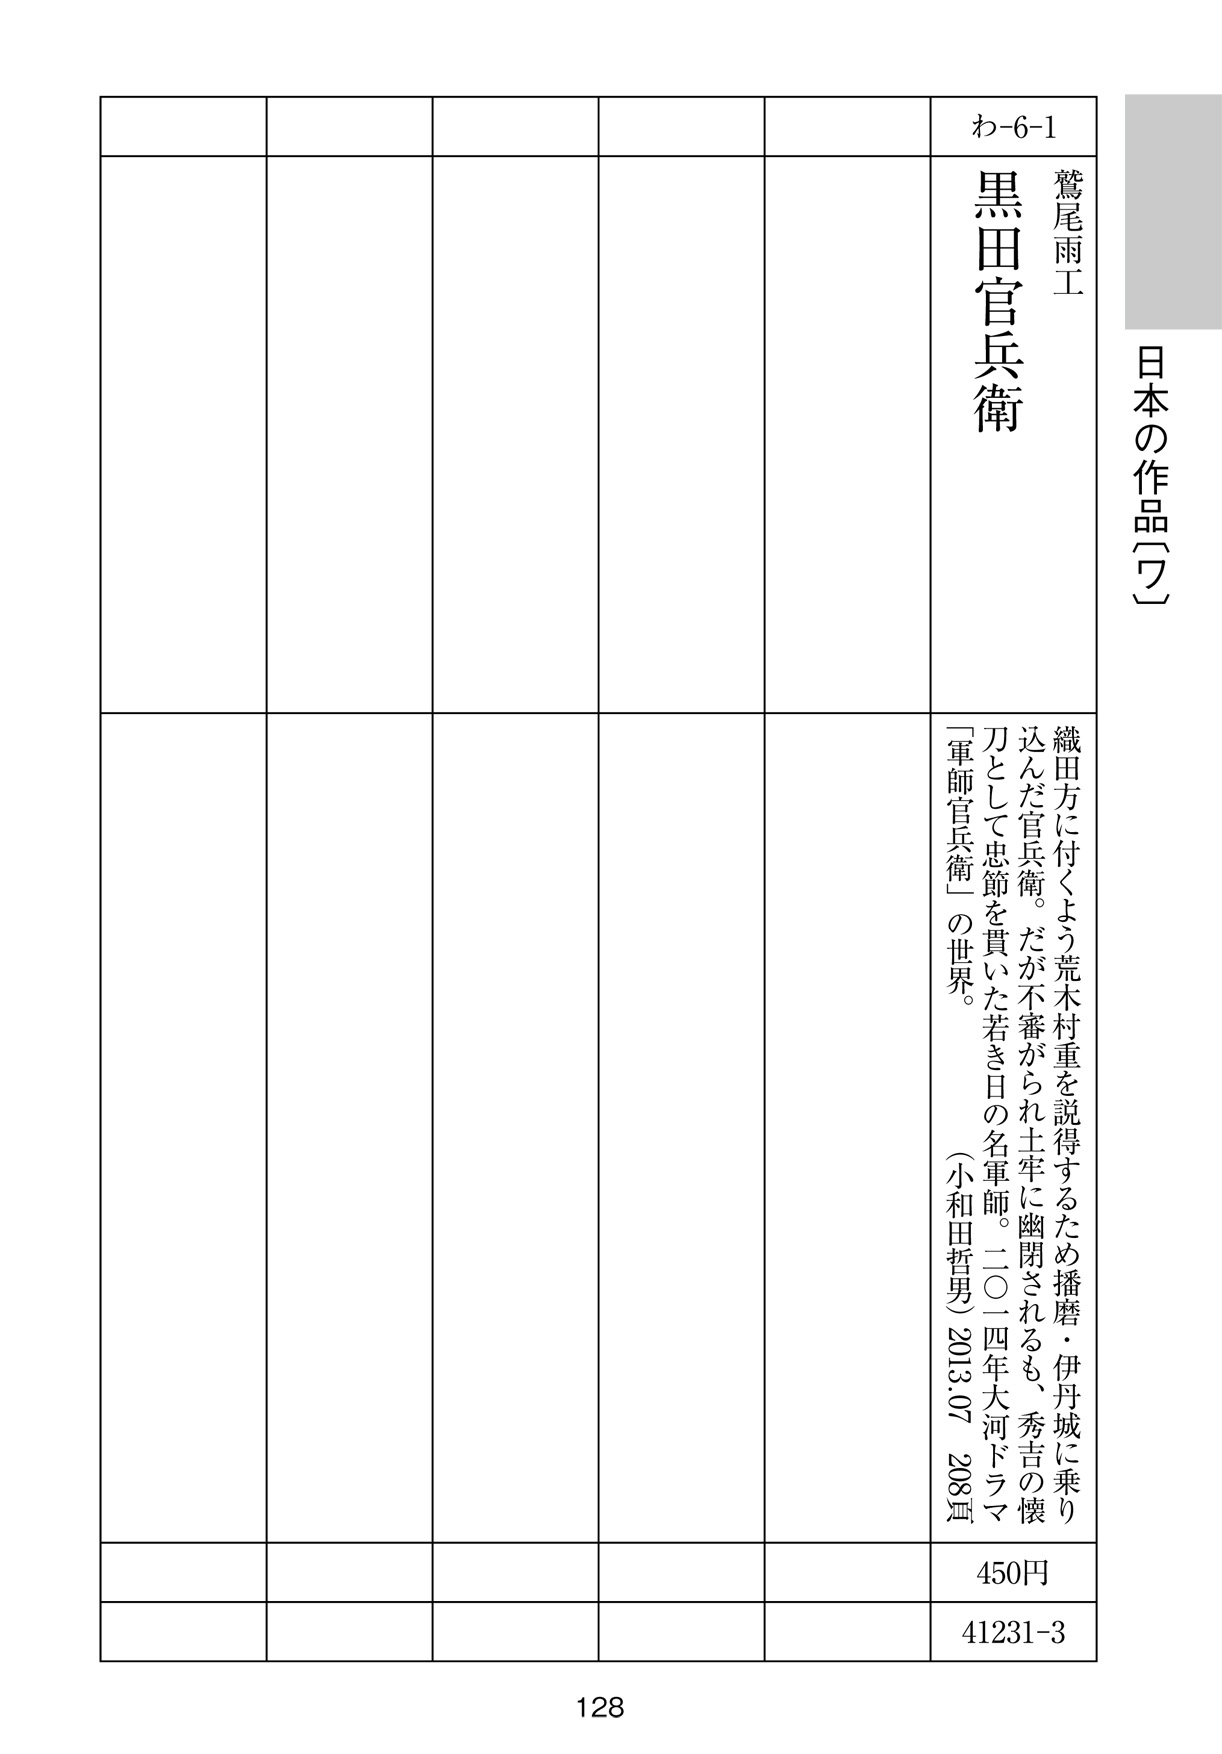 日本の作品〔ワ〕
わ-6-1
鷲尾雨工
黒田官兵衛
織田方に付くよう荒木村重を説得するため播磨・伊丹城に乗り
込んだ官兵衛。だが不審がられ土牢に幽閉されるも、秀吉の懐
刀として忠節を貫いた若き日の名軍師。二〇一四年大河ドラマ
「軍師官兵衛」の世界。 （小和田哲男） 2013.07 208頁
450円
41231-3
128